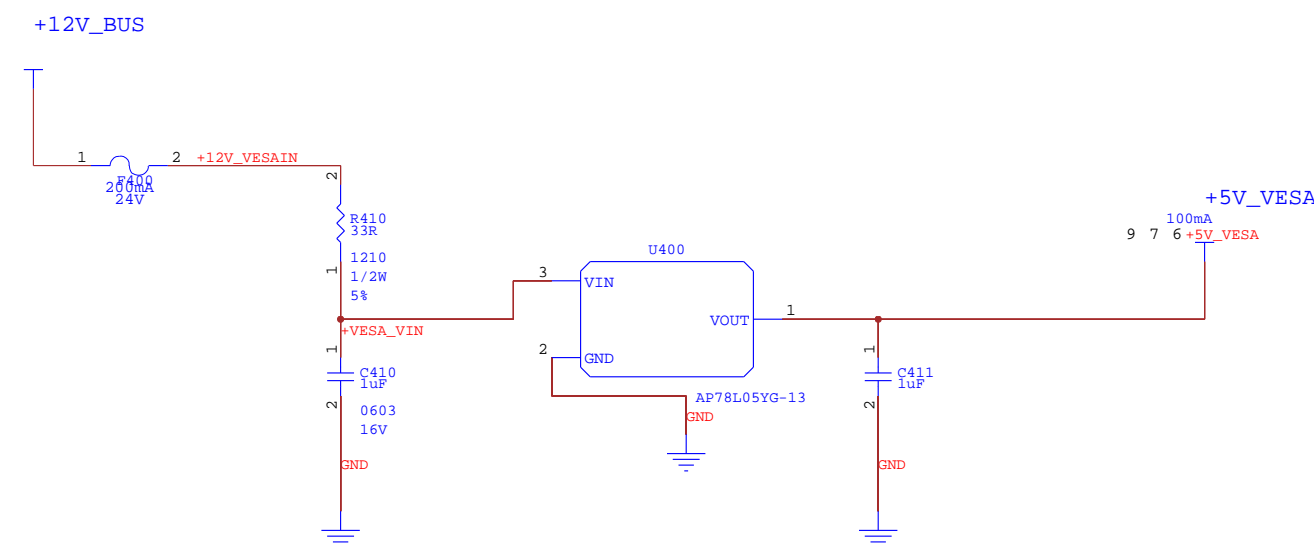 +12V_BUS
1
2
+12V_VESAIN
F400
200mA
24V
2
R410
33R
1210
1/2W
5%
1
+VESA_VIN
1
C410
1uF
2
0603
16V
GND
U400
3
VIN
VOUT
1
2
GND
AP78L05YG-13
GND
1
C411
1uF
2
GND
+5V_VESA
100mA
9 7 6 +5V_VESA